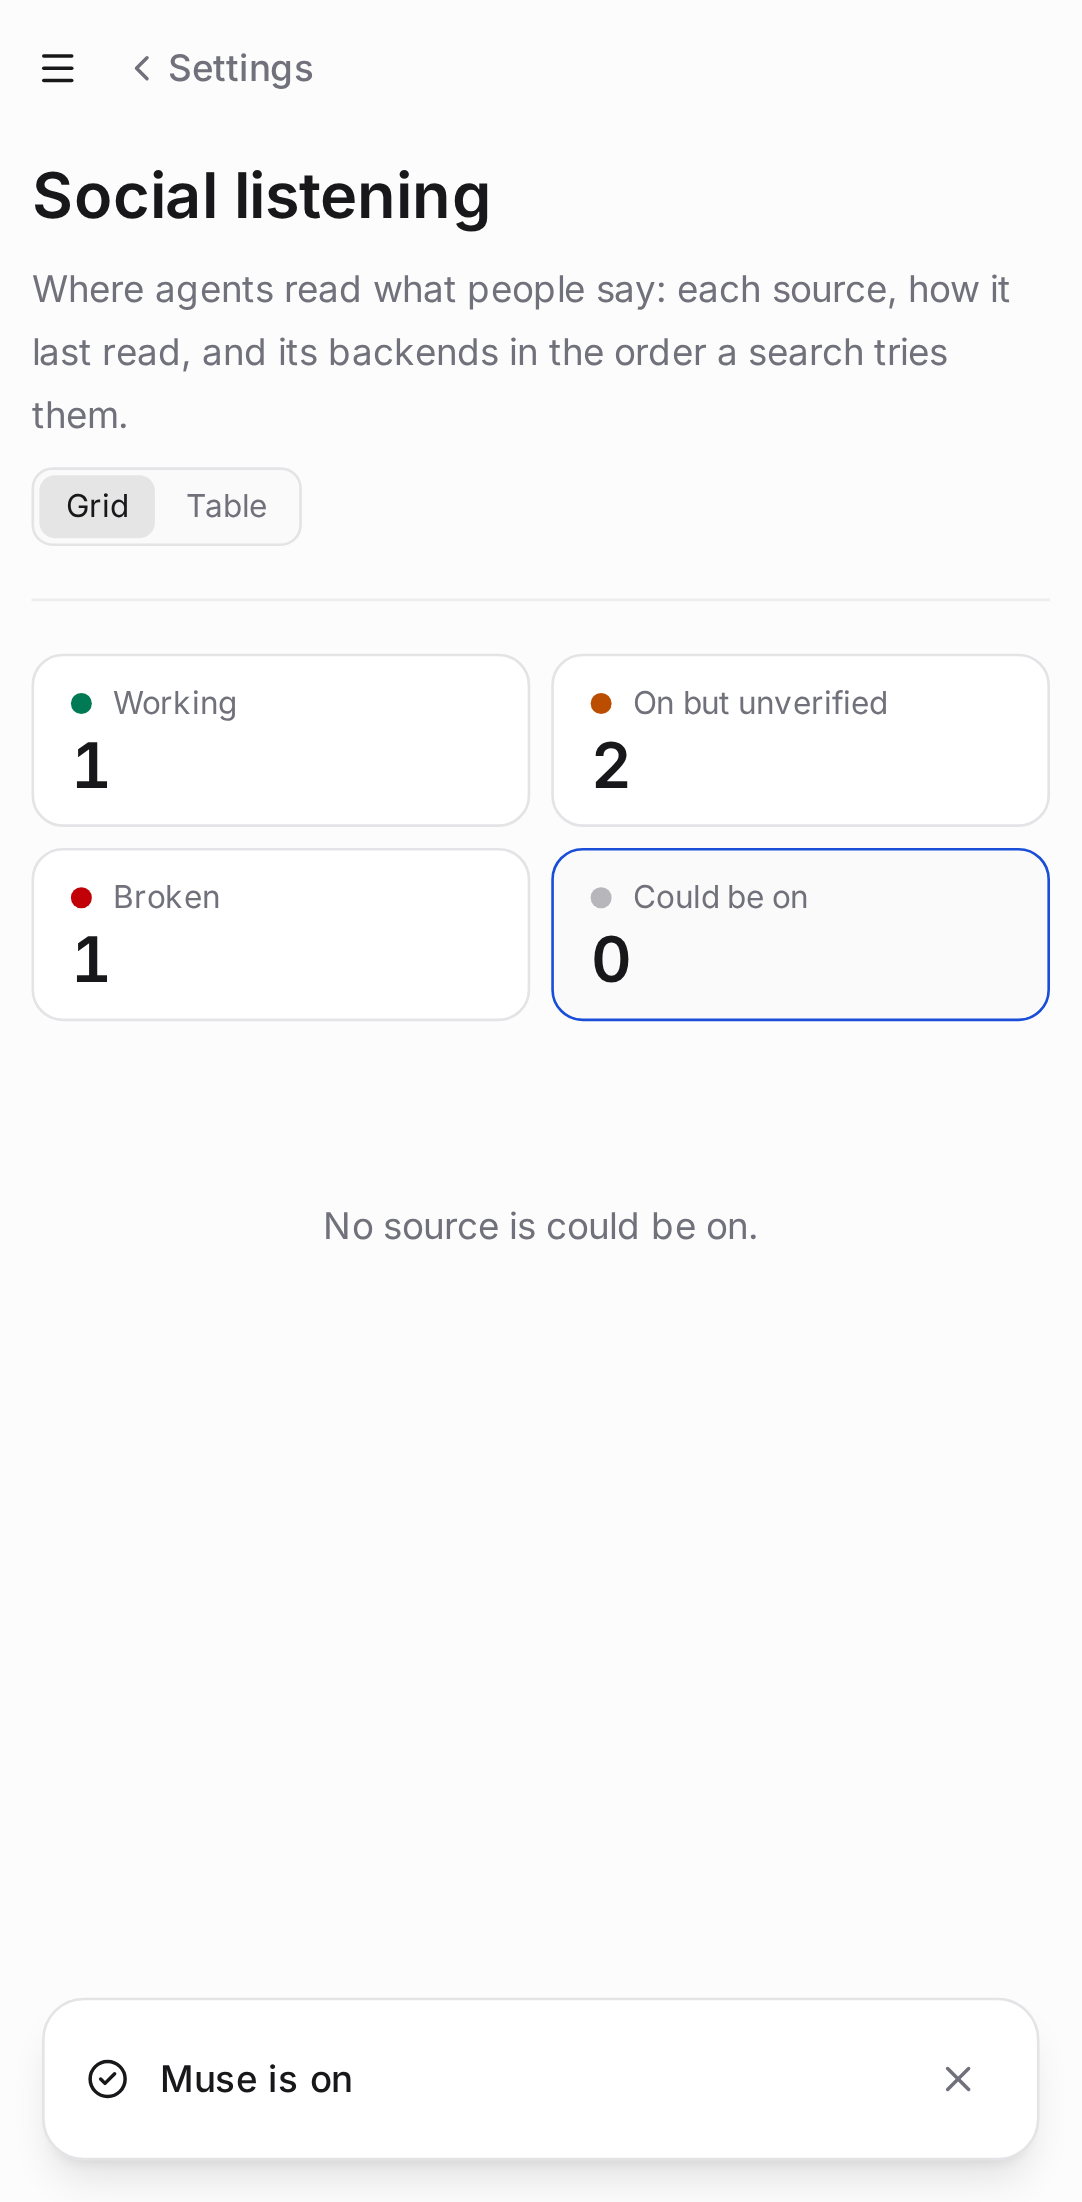 Settings
Social listening
Where agents read what people say: each source, how it
last read, and its backends in the order a search tries
them.
Grid Table
Working
1
On but unverified
2
Broken
1
Could be on
0
No source is could be on.
Muse is on